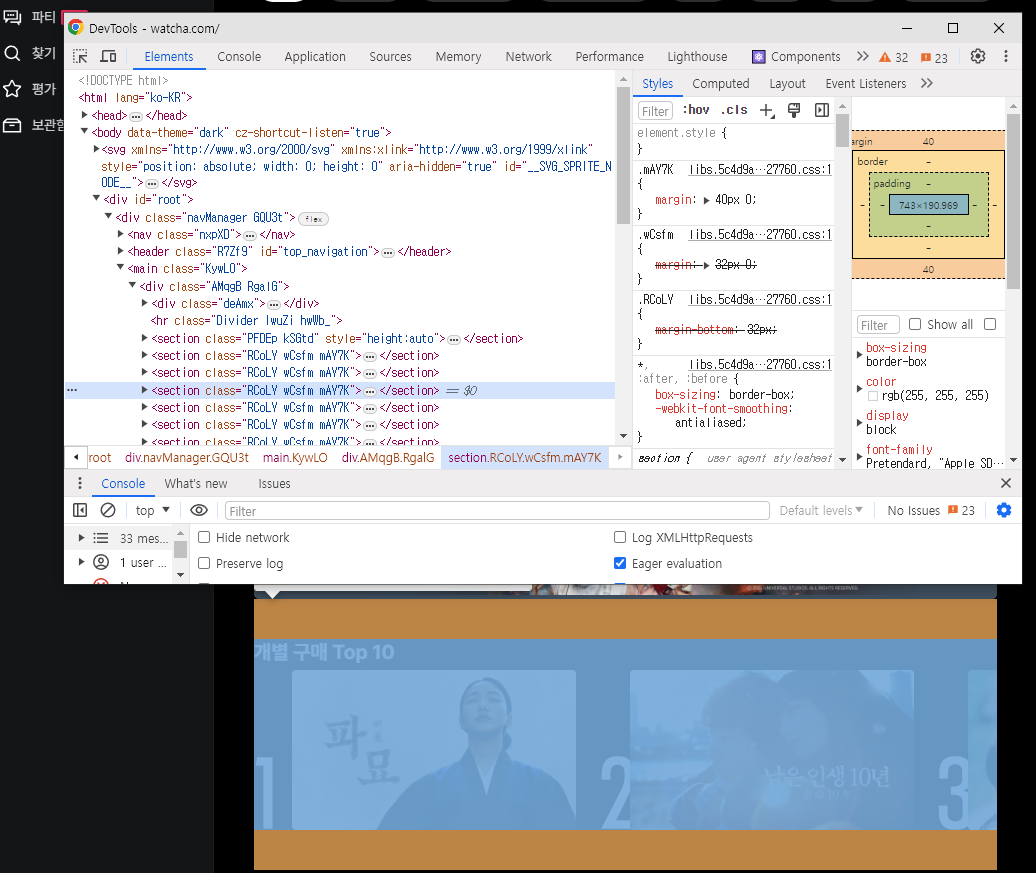 파티
찾기
평가
보관함
DevTools - watcha.com/
Elements Console Application Sources Memory Network Performance Lighthouse Components 32 23
<!DOCTYPE html>
<html lang="ko-KR">
<head>⋯</head>
<body data-theme="dark" cz-shortcut-listen="true">
<svg xmlns="http://www.w3.org/2000/svg" xmlns:xlink="http://www.w3.org/1999/xlink"
style="position: absolute; width: 0; height: 0" aria-hidden="true" id="__SVG_SPRITE_N
ODE__">⋯</svg>
<div id="root">
<div class="navManager GQU3t"> flex
<nav class="nxpXD">⋯</nav>
<header class="R7Zf9" id="top_navigation">⋯</header>
<main class="KywLO">
<div class="AMqgB RgaIG">
<div class="deAmx">⋯</div>
<hr class="Divider IwuZi hwWb_">
<section class="PFDEp kSGtd" style="height:auto">⋯</section>
<section class="RCoLY wCsfm mAY7K">⋯</section>
<section class="RCoLY wCsfm mAY7K">⋯</section>
<section class="RCoLY wCsfm mAY7K">⋯</section> == $0
<section class="RCoLY wCsfm mAY7K">⋯</section>
<section class="RCoLY wCsfm mAY7K">⋯</section>
<section class="RCoLY wCsfm mAY7K">⋯</section>
root div.navManager.GQU3t main.KywLO div.AMqgB.RgaIG section.RCoLY.wCsfm.mAY7K
Styles Computed Layout Event Listeners
Filter :hov .cls
element.style {
}
.mAY7K libs.5c4d9a…27760.css:1
{
margin: 40px 0;
}
.wCsfm libs.5c4d9a…27760.css:1
{
margin: 32px 0;
}
.RCoLY libs.5c4d9a…27760.css:1
{
margin-bottom: 32px;
}
*, libs.5c4d9a…27760.css:1
:after, :before {
box-sizing: border-box;
-webkit-font-smoothing:
antialiased;
}
section { user agent stylesheet
argin 40
border -
padding -
- - 743×190.969 - -
-
-
40
Filter Show all
box-sizing
border-box
color
rgb(255, 255, 255)
display
block
font-family
Pretendard, "Apple SD…
Console What's new Issues
top Filter Default levels No Issues 23
33 mes...
1 user ...
Hide network
Preserve log
Log XMLHttpRequests
Eager evaluation
개별 구매 Top 10
1
파묘
2
남은 인생 10년
3